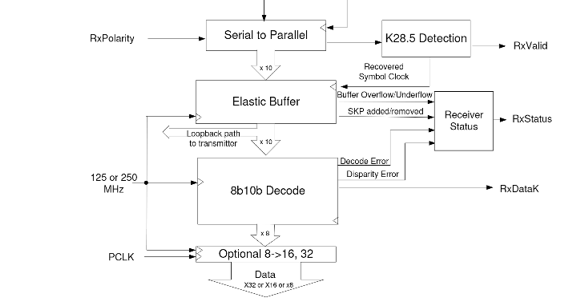 RxPolarity
Serial to Parallel
K28.5 Detection
RxValid
x 10
Recovered
Symbol Clock
Elastic Buffer
Buffer Overflow/Underflow
SKP added/removed
Receiver
Status
RxStatus
Loopback path
to transmitter
x 10
Decode Error
Disparity Error
125 or 250
MHz
8b10b Decode
RxDataK
x 8
Optional 8->16, 32
PCLK
Data
X32 or X16 or x8